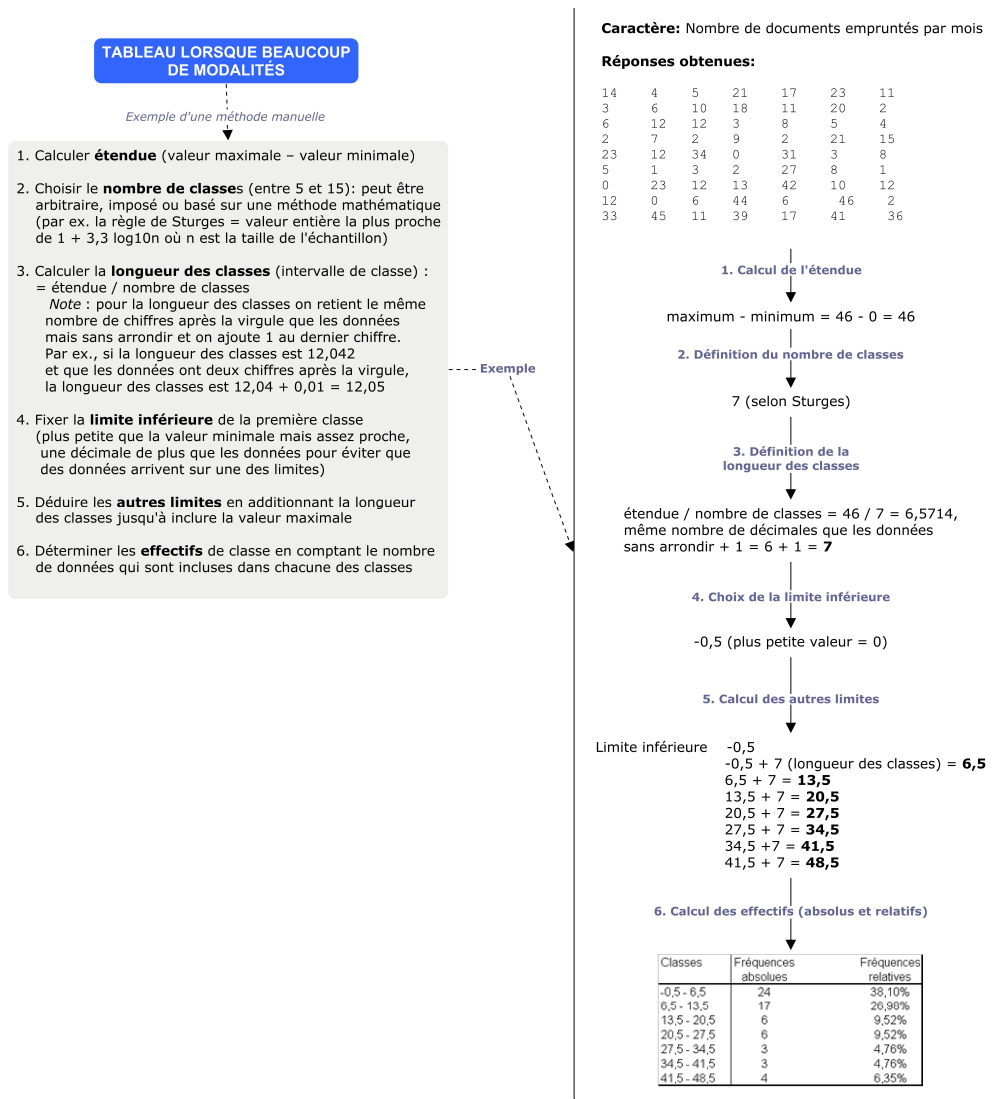 TABLEAU LORSQUE BEAUCOUP
DE MODALITÉS
Exemple d'une méthode manuelle
1. Calculer étendue (valeur maximale – valeur minimale)
2. Choisir le nombre de classes (entre 5 et 15): peut être
arbitraire, imposé ou basé sur une méthode mathématique
(par ex. la règle de Sturges = valeur entière la plus proche
de 1 + 3,3 log10n où n est la taille de l'échantillon)
3. Calculer la longueur des classes (intervalle de classe) :
= étendue / nombre de classes
Note : pour la longueur des classes on retient le même
nombre de chiffres après la virgule que les données
mais sans arrondir et on ajoute 1 au dernier chiffre.
Par ex., si la longueur des classes est 12,042
et que les données ont deux chiffres après la virgule,
la longueur des classes est 12,04 + 0,01 = 12,05
4. Fixer la limite inférieure de la première classe
(plus petite que la valeur minimale mais assez proche,
une décimale de plus que les données pour éviter que
des données arrivent sur une des limites)
5. Déduire les autres limites en additionnant la longueur
des classes jusqu'à inclure la valeur maximale
6. Déterminer les effectifs de classe en comptant le nombre
de données qui sont incluses dans chacune des classes
Exemple
Caractère: Nombre de documents empruntés par mois
Réponses obtenues:
14 4 5 21 17 23 11
3 6 10 18 11 20 2
6 12 12 3 8 5 4
2 7 2 9 2 21 15
23 12 34 0 31 3 8
5 1 3 2 27 8 1
0 23 12 13 42 10 12
12 0 6 44 6 46 2
33 45 11 39 17 41 36
1. Calcul de l'étendue
maximum - minimum = 46 - 0 = 46
2. Définition du nombre de classes
7 (selon Sturges)
3. Définition de la
longueur des classes
étendue / nombre de classes = 46 / 7 = 6,5714,
même nombre de décimales que les données
sans arrondir + 1 = 6 + 1 = 7
4. Choix de la limite inférieure
-0,5 (plus petite valeur = 0)
5. Calcul des autres limites
Limite inférieure -0,5
-0,5 + 7 (longueur des classes) = 6,5
6,5 + 7 = 13,5
13,5 + 7 = 20,5
20,5 + 7 = 27,5
27,5 + 7 = 34,5
34,5 +7 = 41,5
41,5 + 7 = 48,5
6. Calcul des effectifs (absolus et relatifs)
Classes Fréquences Fréquences
absolues relatives
-0,5 - 6,5 24 38,10%
6,5 - 13,5 17 26,98%
13,5 - 20,5 6 9,52%
20,5 - 27,5 6 9,52%
27,5 - 34,5 3 4,76%
34,5 - 41,5 3 4,76%
41,5 - 48,5 4 6,35%